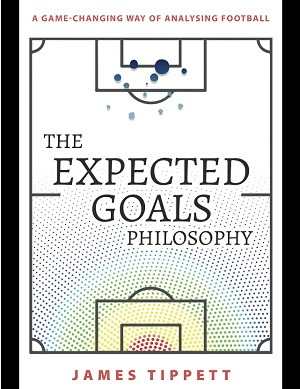 A GAME-CHANGING WAY OF ANALYSING FOOTBALL
THE
EXPECTED
GOALS
PHILOSOPHY
JAMES TIPPETT